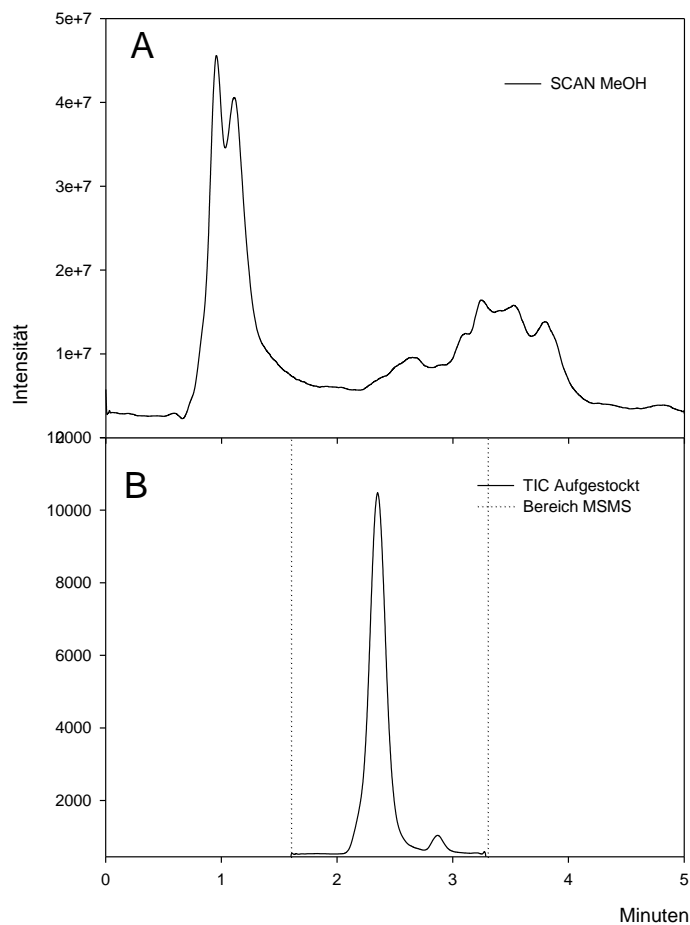 5e+7
A
SCAN MeOH
4e+7
3e+7
2e+7
1e+7
Intensität
0
12000
B
TIC Aufgestockt
Bereich MSMS
10000
8000
6000
4000
2000
0 1 2 3 4 5
Minuten